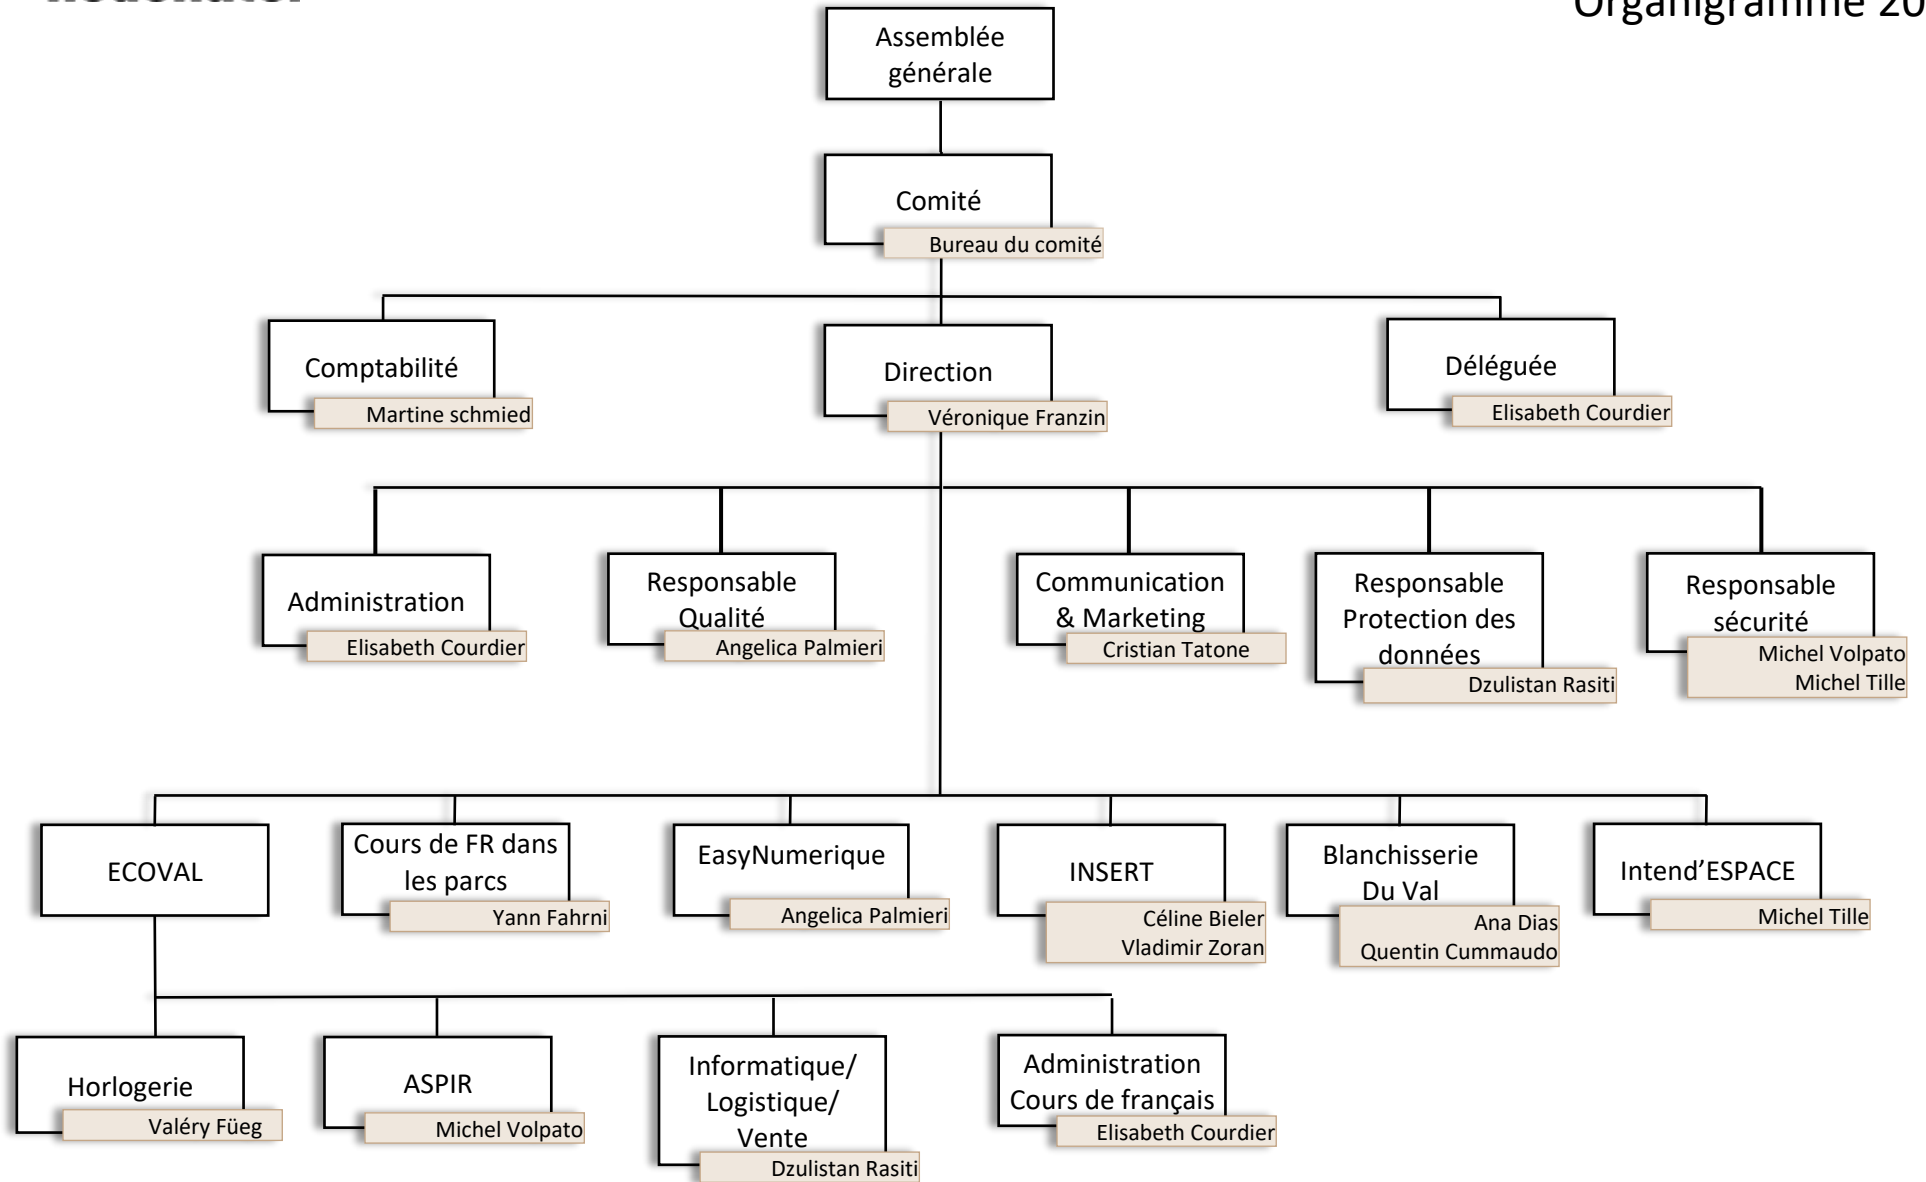 Organigramme 20
Assemblée
générale
Comité
Bureau du comité
Comptabilité
Martine schmied
Direction
Véronique Franzin
Déléguée
Elisabeth Courdier
Administration
Elisabeth Courdier
Responsable
Qualité
Angelica Palmieri
Communication
& Marketing
Cristian Tatone
Responsable
Protection des
données
Dzulistan Rasiti
Responsable
sécurité
Michel Volpato
Michel Tille
ECOVAL
Cours de FR dans
les parcs
Yann Fahrni
EasyNumerique
Angelica Palmieri
INSERT
Céline Bieler
Vladimir Zoran
Blanchisserie
Du Val
Ana Dias
Quentin Cummaudo
Intend’ESPACE
Michel Tille
Horlogerie
Valéry Füeg
ASPIR
Michel Volpato
Informatique/
Logistique/
Vente
Dzulistan Rasiti
Administration
Cours de français
Elisabeth Courdier